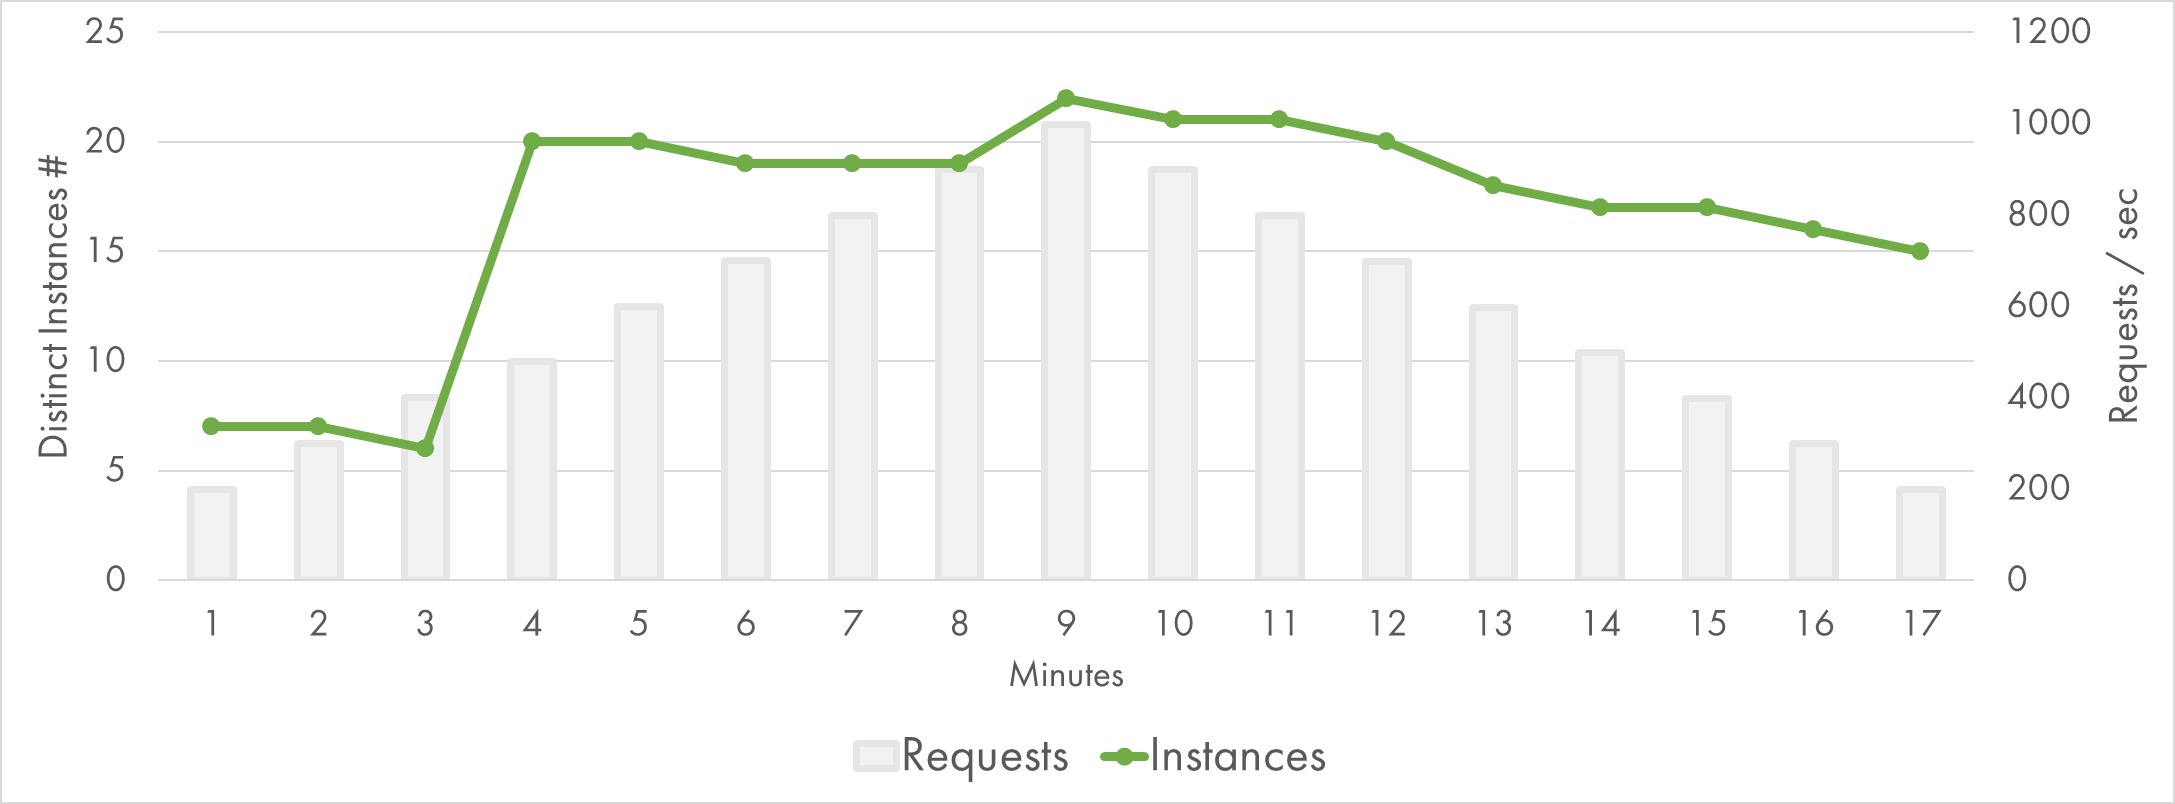 25
20
15
10
5
0
Distinct Instances #
1200
1000
800
600
400
200
0
Requests / sec
1 2 3 4 5 6 7 8 9 10 11 12 13 14 15 16 17
Minutes
Requests Instances